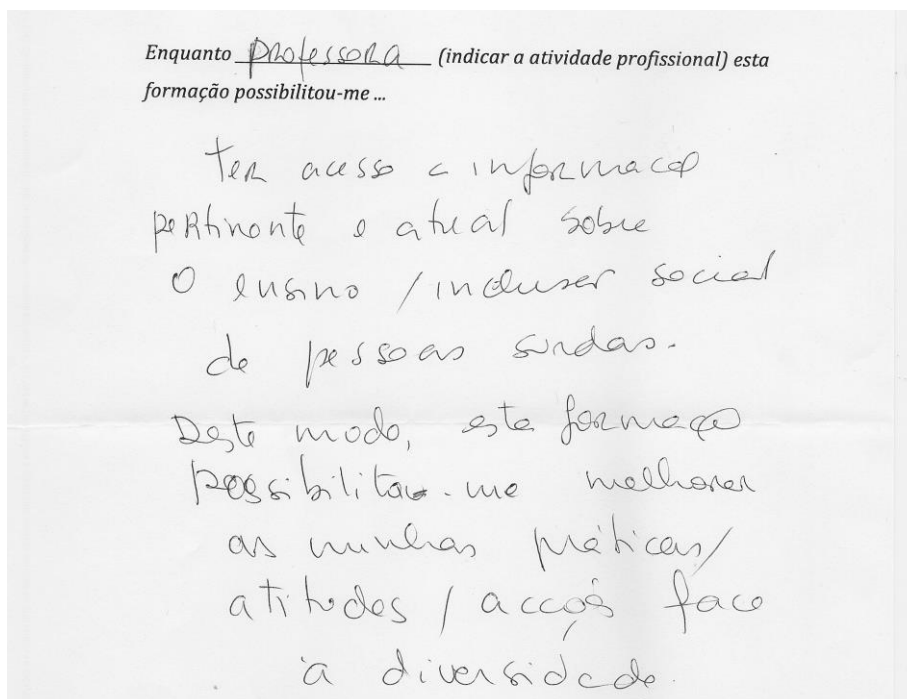 Enquanto professora (indicar a atividade profissional) esta
formação possibilitou-me ...
ter acesso a informação
pertinente e atual sobre
o ensino / inclusão social
de pessoas surdas.
Deste modo, esta formação
possibilitou-me melhorar
as minhas práticas /
atitudes / acções face
à diversidade